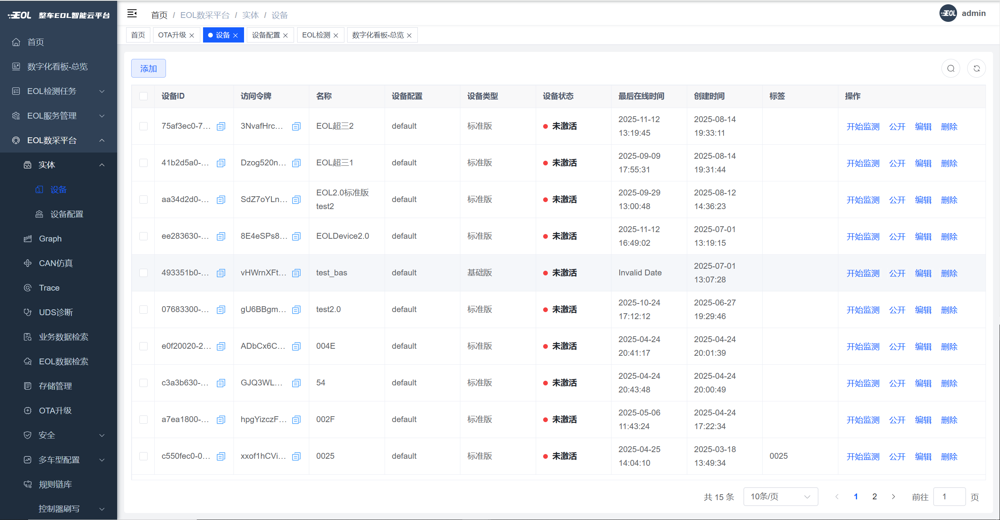 EOL 整车EOL智能云平台
首页
数字化看板-总览
EOL检测任务
EOL服务管理
EOL数采平台
实体
设备
设备配置
Graph
CAN仿真
Trace
UDS诊断
业务数据检索
EOL数据检索
存储管理
OTA升级
安全
多车型配置
规则链库
控制器刷写
首页 / EOL数采平台 / 实体 / 设备
EOL admin
首页 OTA升级 设备 设备配置 EOL检测 数字化看板-总览
添加
设备ID 访问令牌 名称 设备配置 设备类型 设备状态 最后在线时间 创建时间 标签 操作
75af3ec0-7... 3NvafHrc... EOL超三2 default 标准版 未激活 2025-11-12 13:19:45 2025-08-14 19:33:11 开始监测 公开 编辑 删除
41b2d5a0-... Dzog520n... EOL超三1 default 标准版 未激活 2025-09-09 17:55:31 2025-08-14 19:31:44 开始监测 公开 编辑 删除
aa34d2d0-... SdZ7oYLn... EOL2.0标准版 test2 default 标准版 未激活 2025-09-29 13:00:48 2025-08-12 14:36:23 开始监测 公开 编辑 删除
ee283630-... 8E4eSPs8... EOLDevice2.0 default 标准版 未激活 2025-11-12 16:49:02 2025-07-01 13:19:15 开始监测 公开 编辑 删除
493351b0-... vHWrnXFt... test_bas default 基础版 未激活 Invalid Date 2025-07-01 13:07:28 开始监测 公开 编辑 删除
07683300-... gU6BBgm... test2.0 default 标准版 未激活 2025-10-24 17:12:12 2025-06-27 19:29:46 开始监测 公开 编辑 删除
e0f20020-2... ADbCx6C... 004E default 标准版 未激活 2025-04-24 20:41:17 2025-04-24 20:01:39 开始监测 公开 编辑 删除
c3a3b630-... GJQ3WL... 54 default 标准版 未激活 2025-04-24 20:43:48 2025-04-24 20:00:49 开始监测 公开 编辑 删除
a7ea1800-... hpgYizczF... 002F default 标准版 未激活 2025-05-06 11:43:24 2025-04-24 17:22:34 开始监测 公开 编辑 删除
c550fec0-0... xxof1hCVi... 0025 default 标准版 未激活 2025-04-25 14:04:10 2025-03-18 13:49:34 0025 开始监测 公开 编辑 删除
共 15 条 10条/页 1 2 前往 1 页